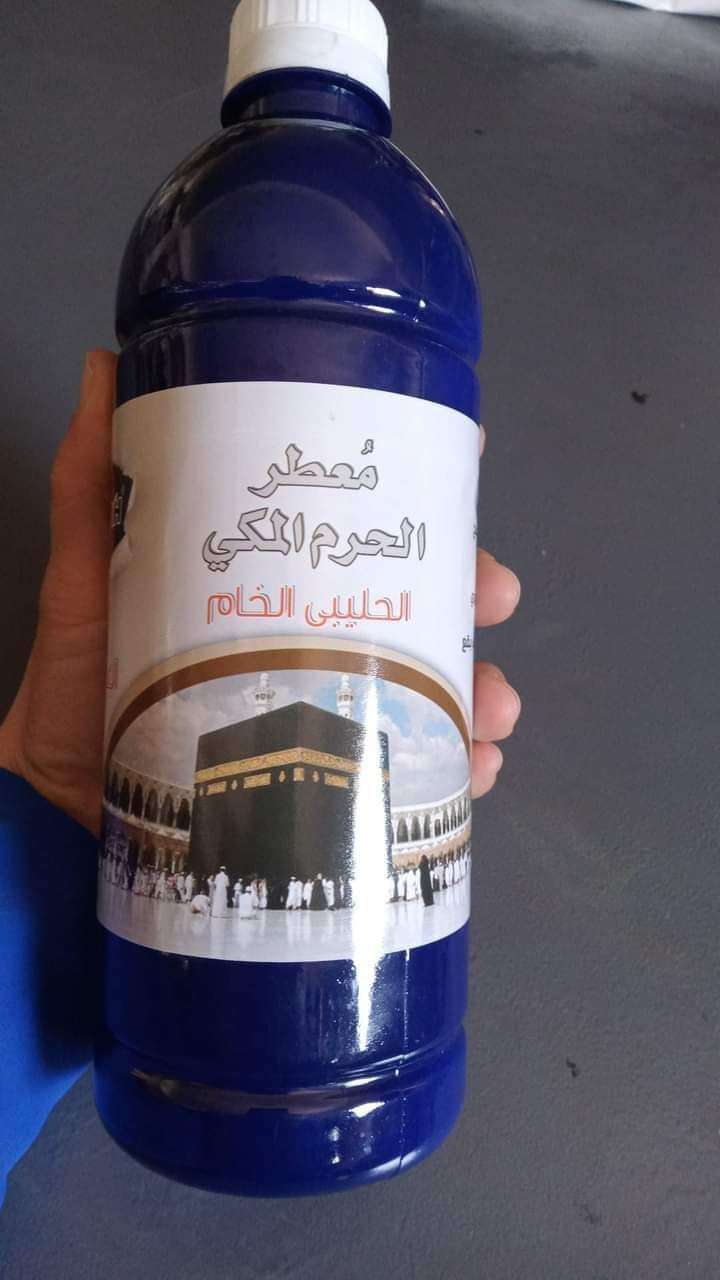 مُعطر
الحرم المكي
الحليبى الخام